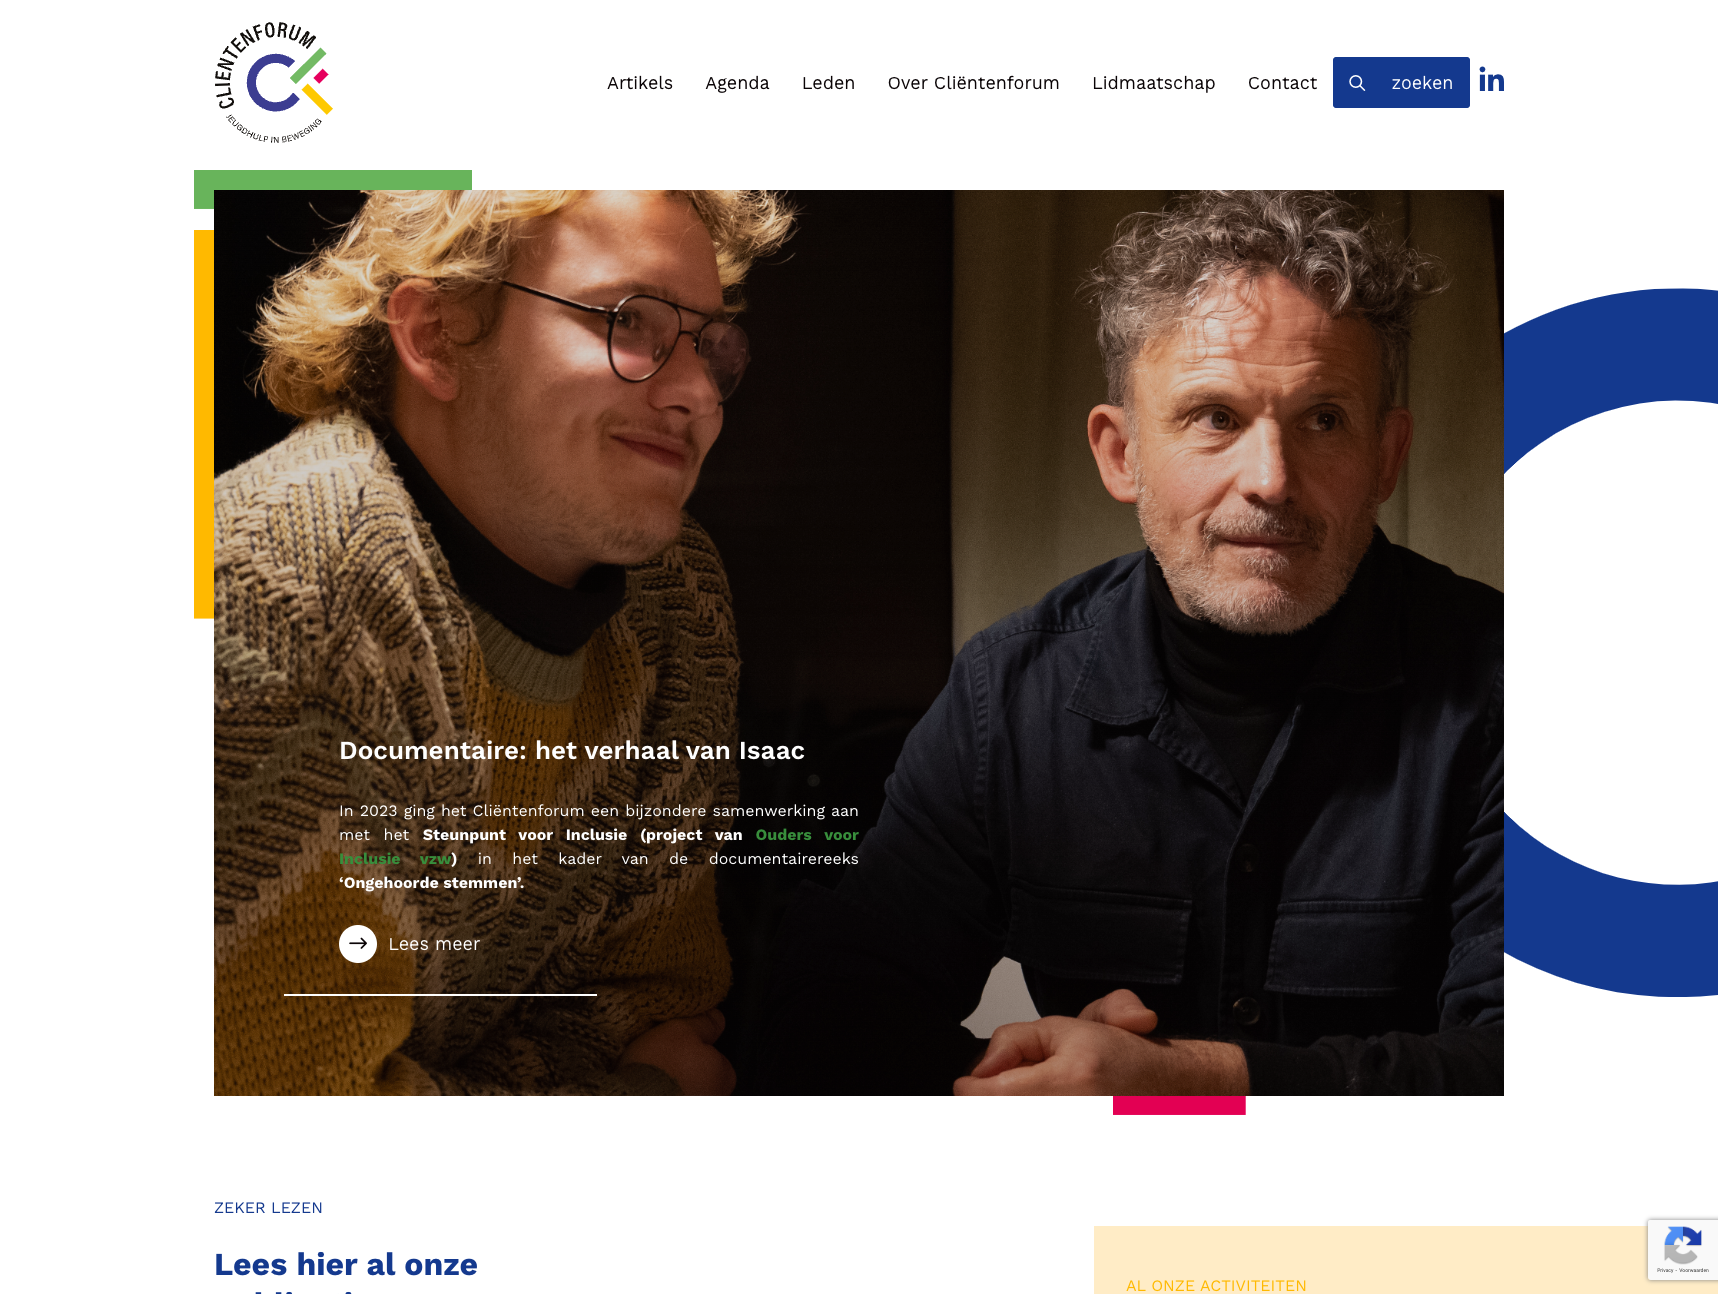 CLIENTENFORUM
JEUGDHULP IN BEWEGING
Artikels Agenda Leden Over Cliëntenforum Lidmaatschap Contact zoeken in
Documentaire: het verhaal van Isaac
In 2023 ging het Cliëntenforum een bijzondere samenwerking aan
met het Steunpunt voor Inclusie (project van Ouders voor
Inclusie vzw) in het kader van de documentairereeks
‘Ongehoorde stemmen’.
Lees meer
ZEKER LEZEN
Lees hier al onze
AL ONZE ACTIVITEITEN
Privacy - Voorwaarden